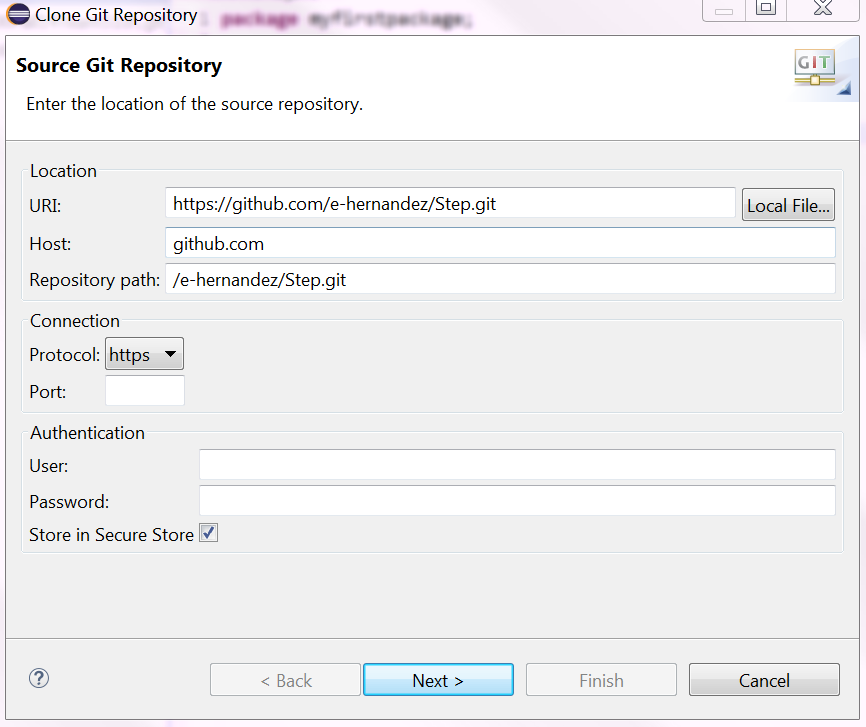 Clone Git Repository
package myfirstpackage;
Source Git Repository
GIT
Enter the location of the source repository.
Location
URI: https://github.com/e-hernandez/Step.git Local File...
Host: github.com
Repository path: /e-hernandez/Step.git
Connection
Protocol: https
Port:
Authentication
User:
Password:
Store in Secure Store
? < Back Next > Finish Cancel